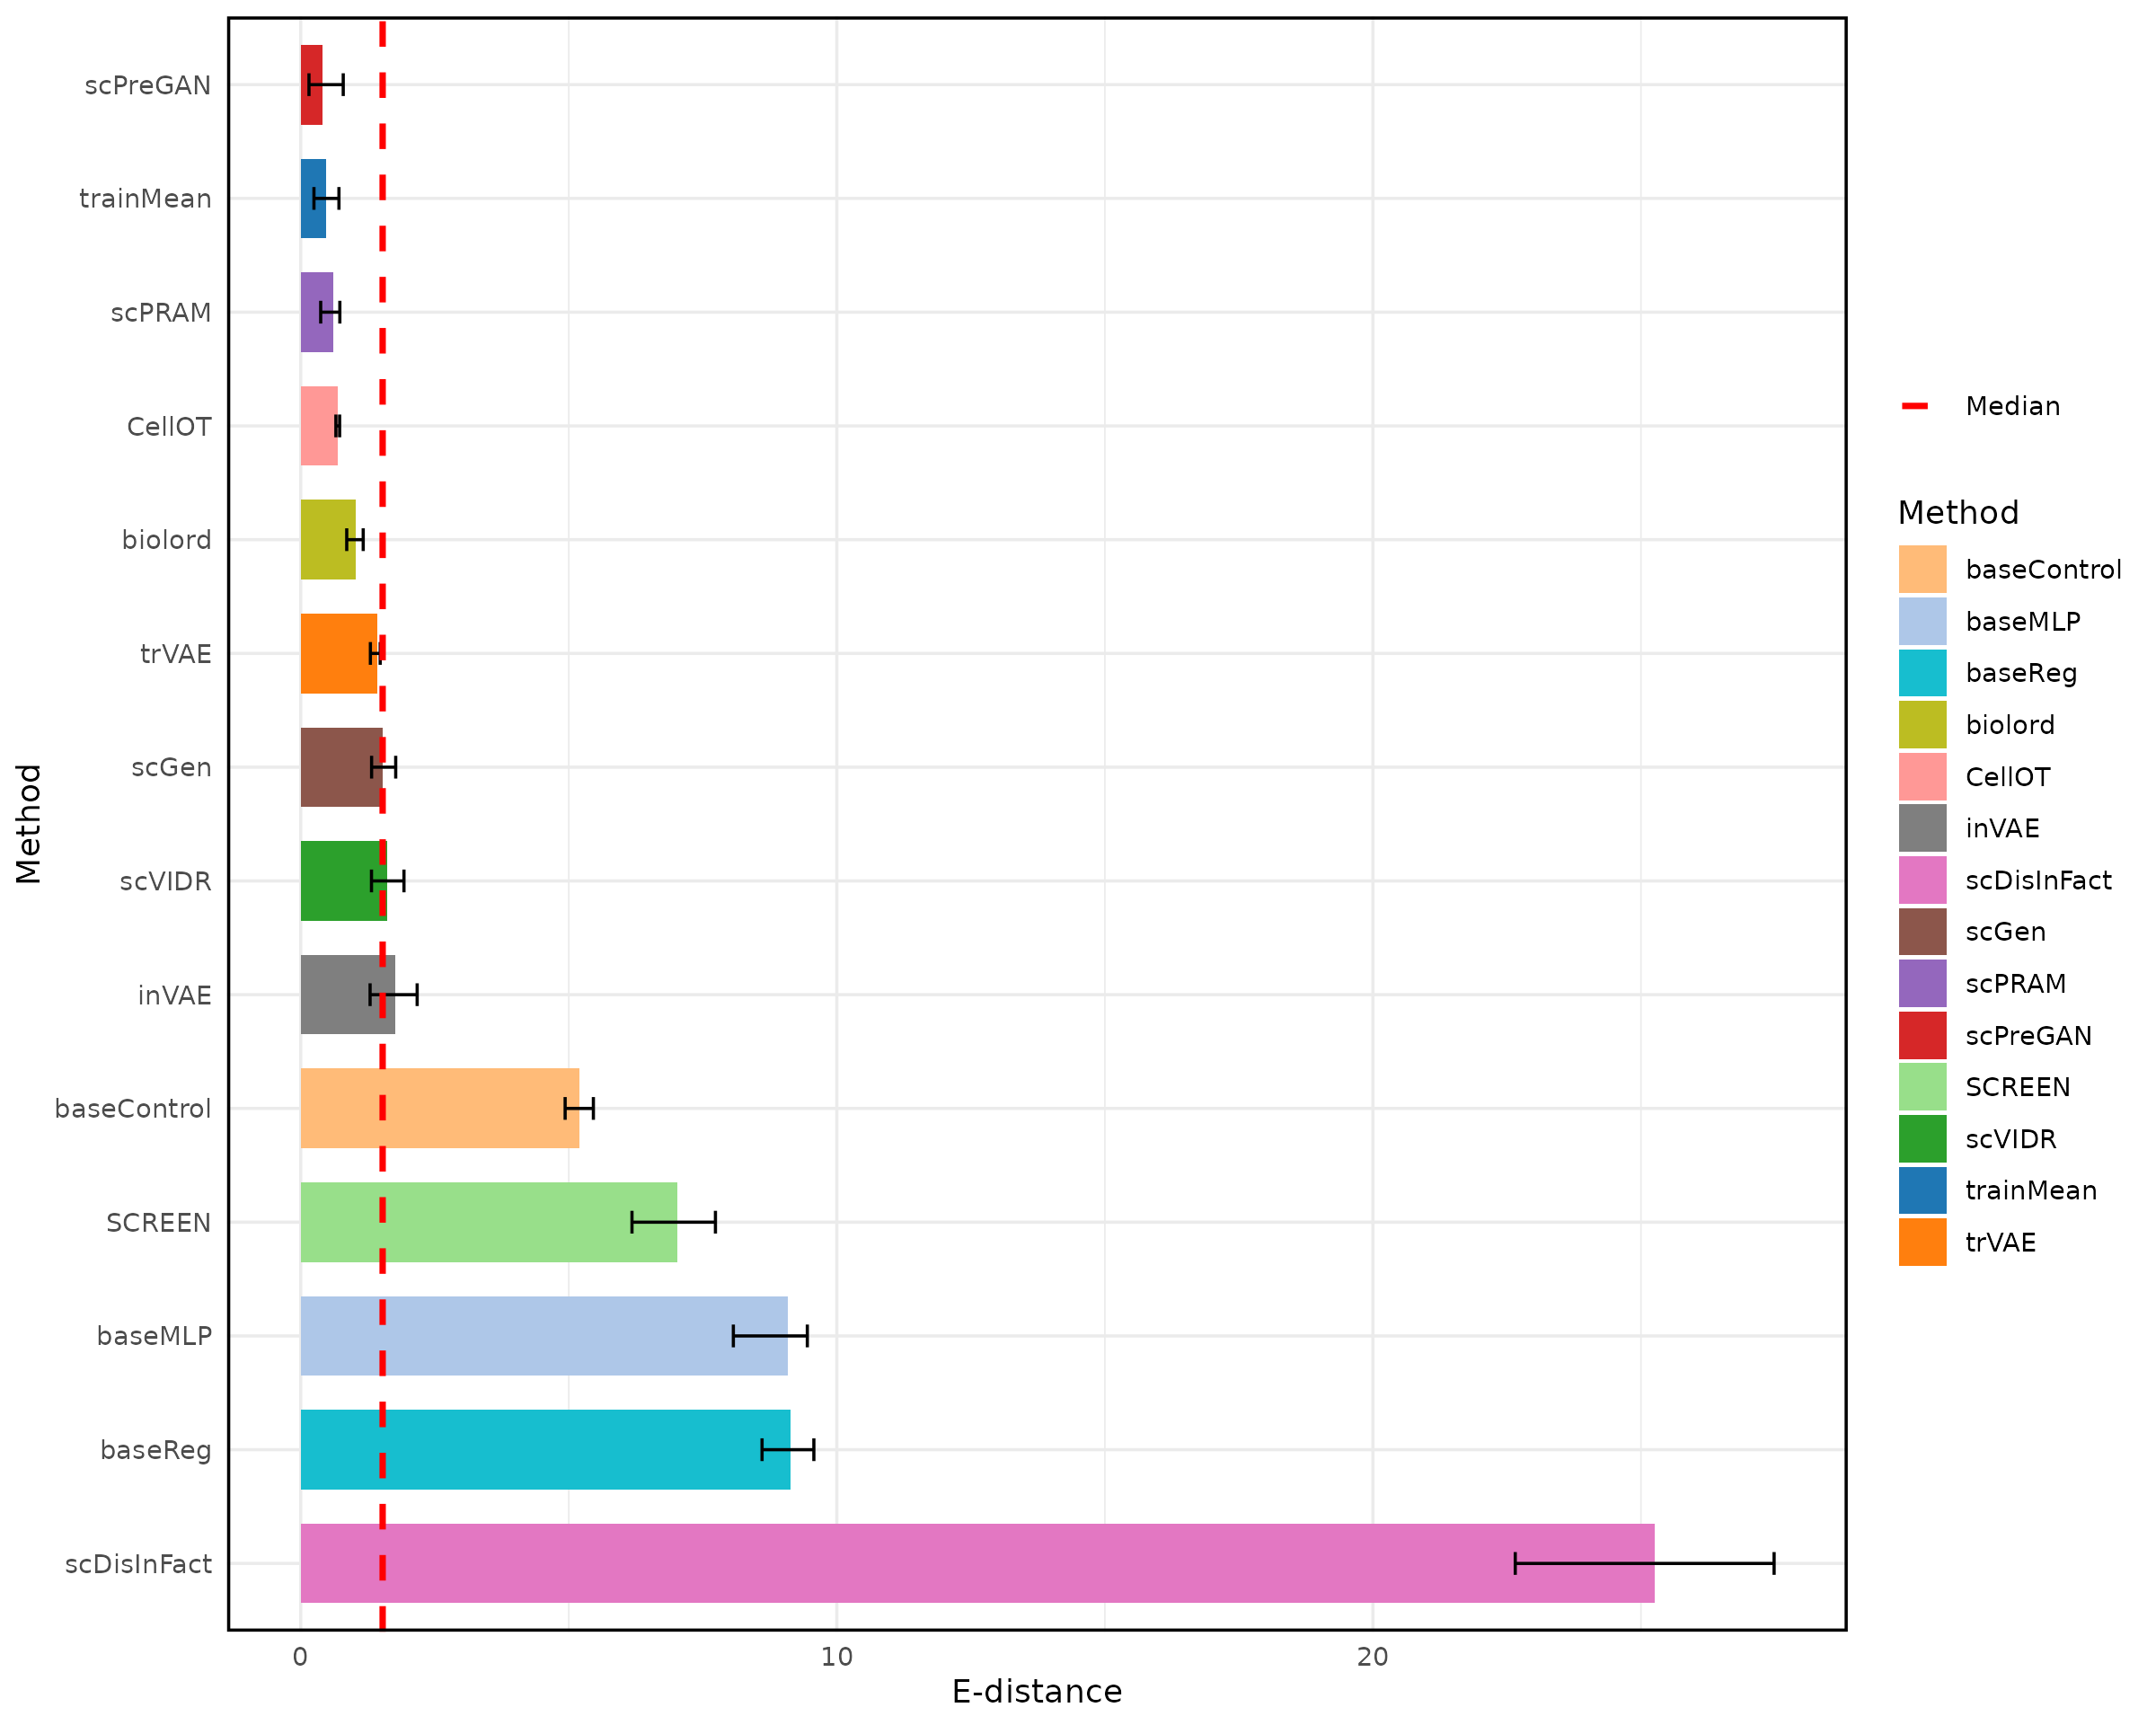 scPreGAN
trainMean
scPRAM
CellOT
biolord
trVAE
scGen
scVIDR
inVAE
baseControl
SCREEN
baseMLP
baseReg
scDisInFact
Method
0 10 20
E-distance
Median
Method
baseControl
baseMLP
baseReg
biolord
CellOT
inVAE
scDisInFact
scGen
scPRAM
scPreGAN
SCREEN
scVIDR
trainMean
trVAE